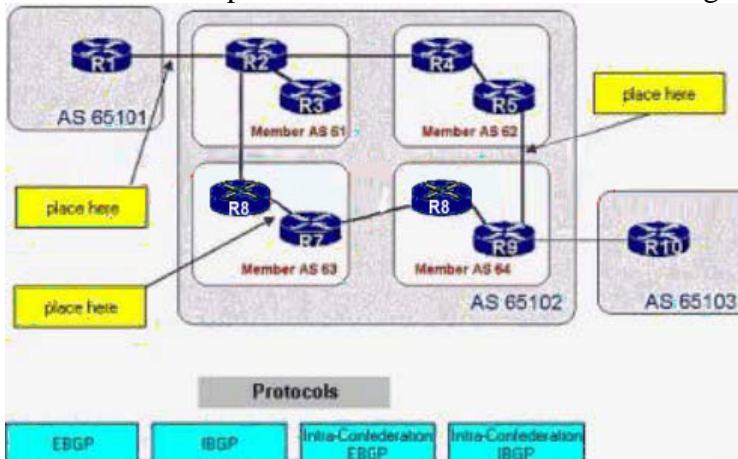 R1
R2
R4
R3
R5
AS 65101
Member AS 61
Member AS 62
place here
place here
R8
R7
R8
R9
R10
Member AS 63
Member AS 64
place here
AS 65102
AS 65103
Protocols
EBGP
IBGP
Intra-Confederation
EBGP
Intra-Confederation
IBGP